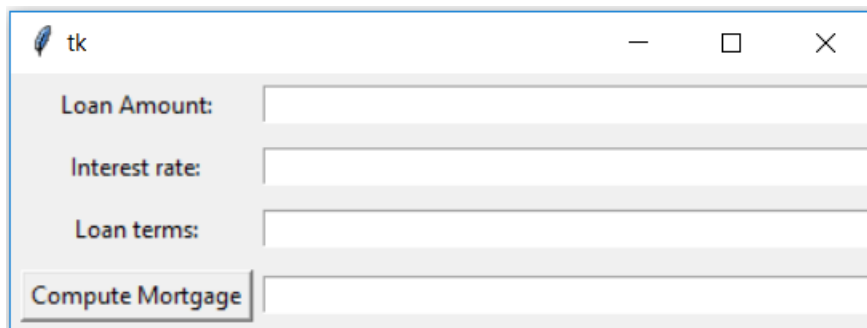 tk
Loan Amount:
Interest rate:
Loan terms:
Compute Mortgage